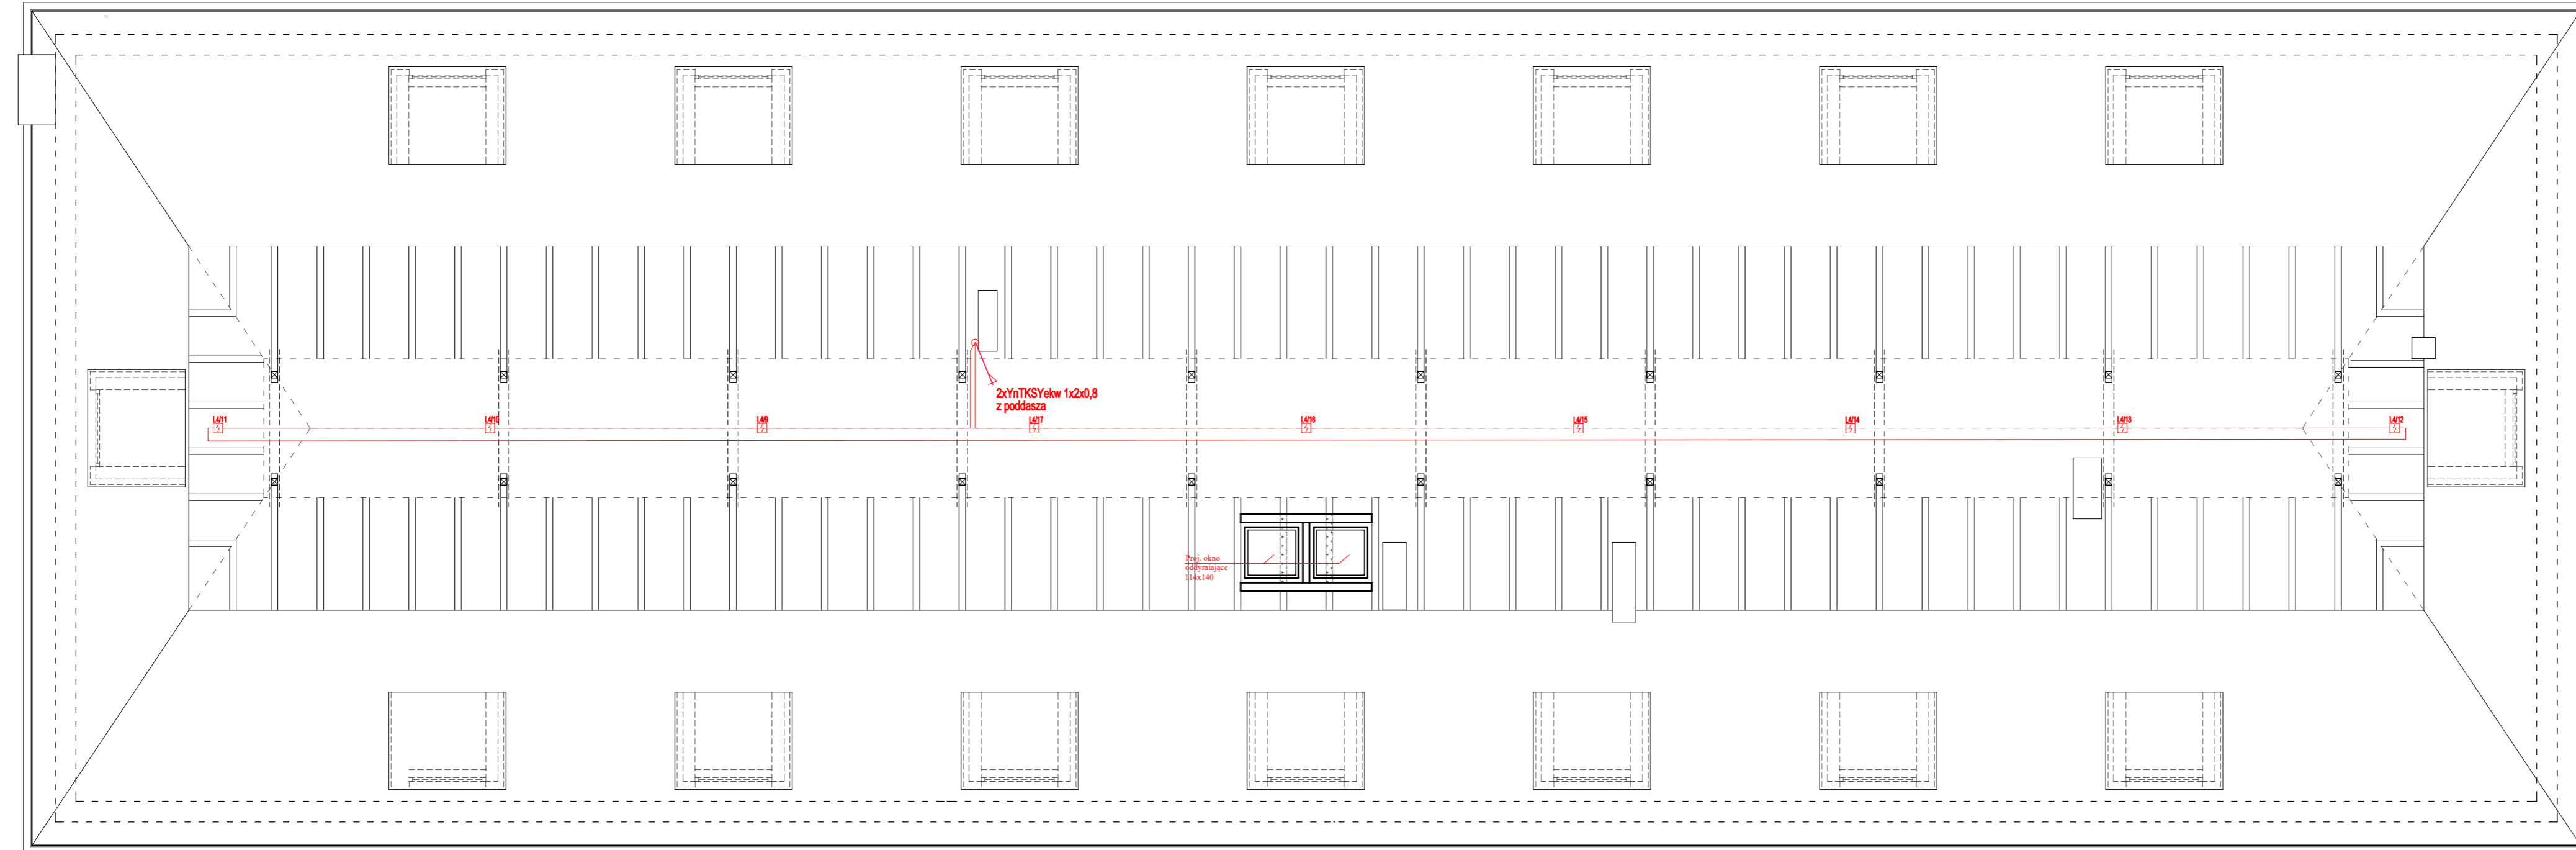 2xYnTKSYekw 1x2x0,8
z poddasza
L4/11
L4/10
L4/9
L4/17
L4/16
L4/15
L4/14
L4/13
L4/12
Proj. okno
oddymiające
114x140